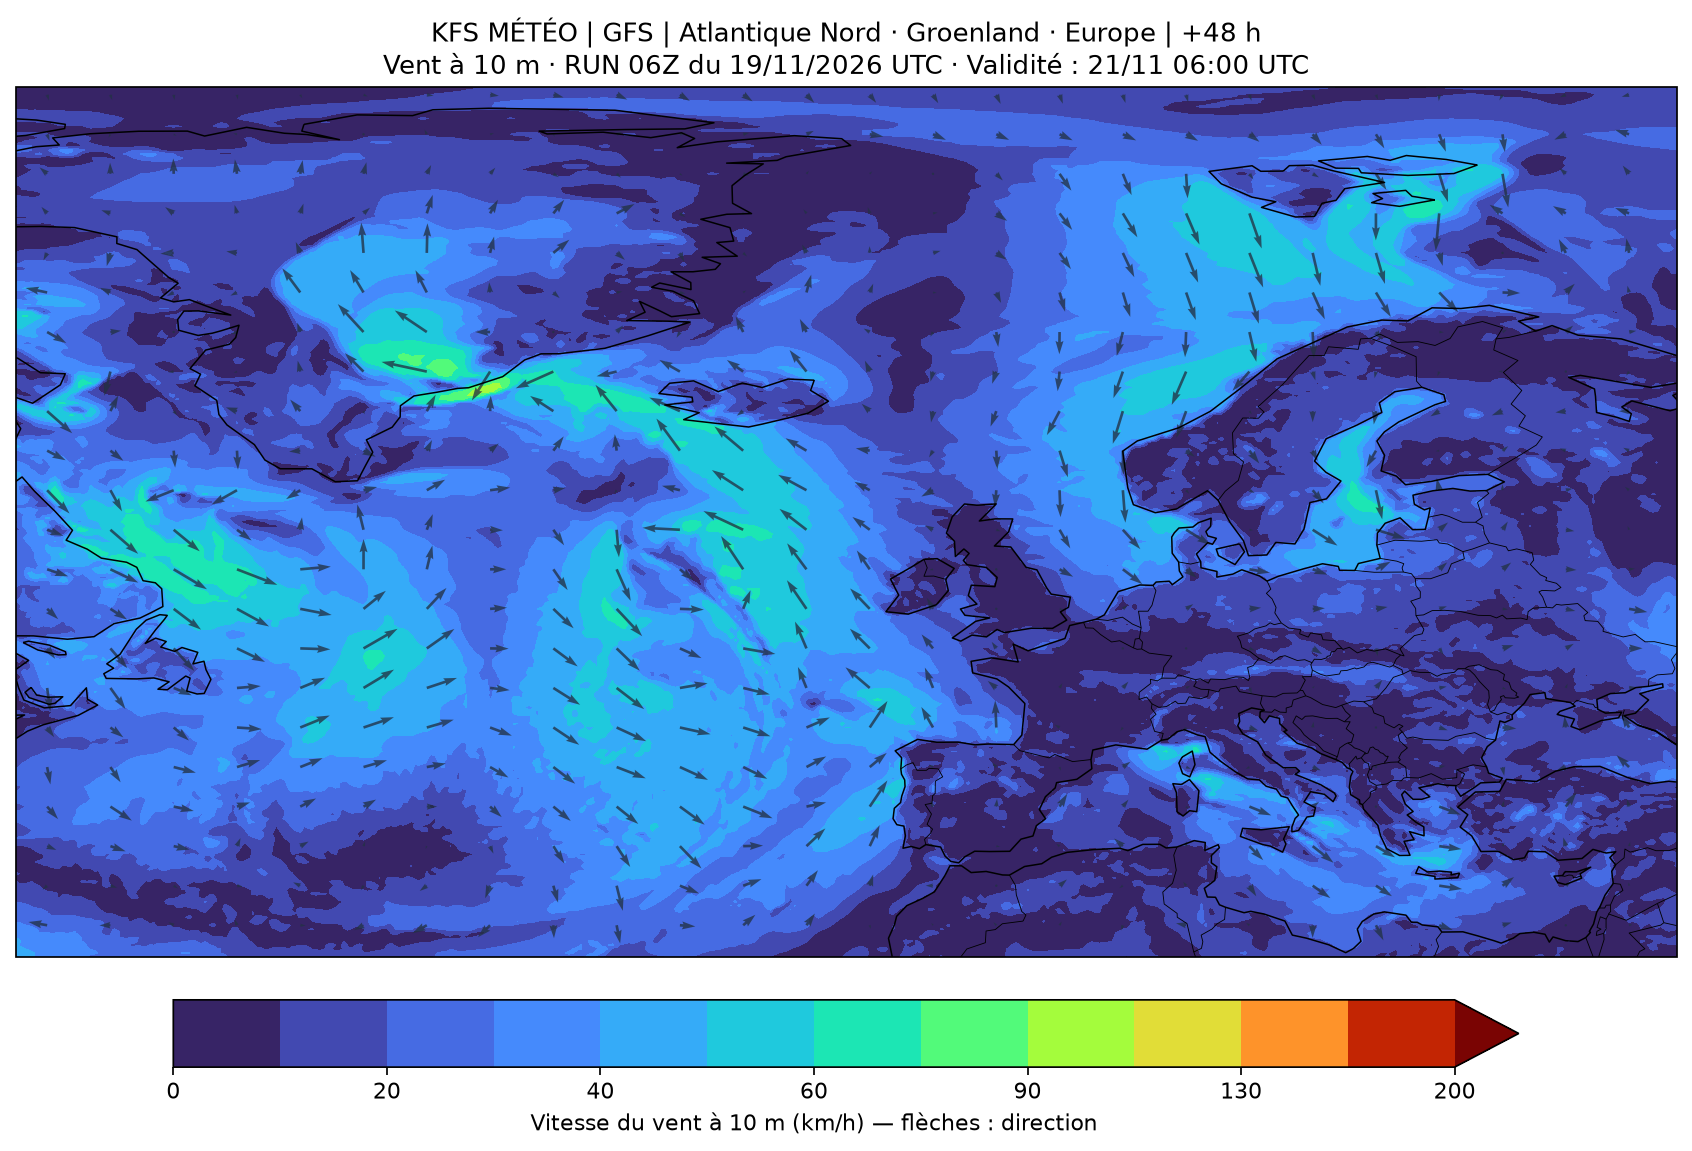 KFS MÉTÉO | GFS | Atlantique Nord · Groenland · Europe | +48 h
Vent à 10 m · RUN 06Z du 19/11/2026 UTC · Validité : 21/11 06:00 UTC
0 20 40 60 90 130 200
Vitesse du vent à 10 m (km/h) — flèches : direction